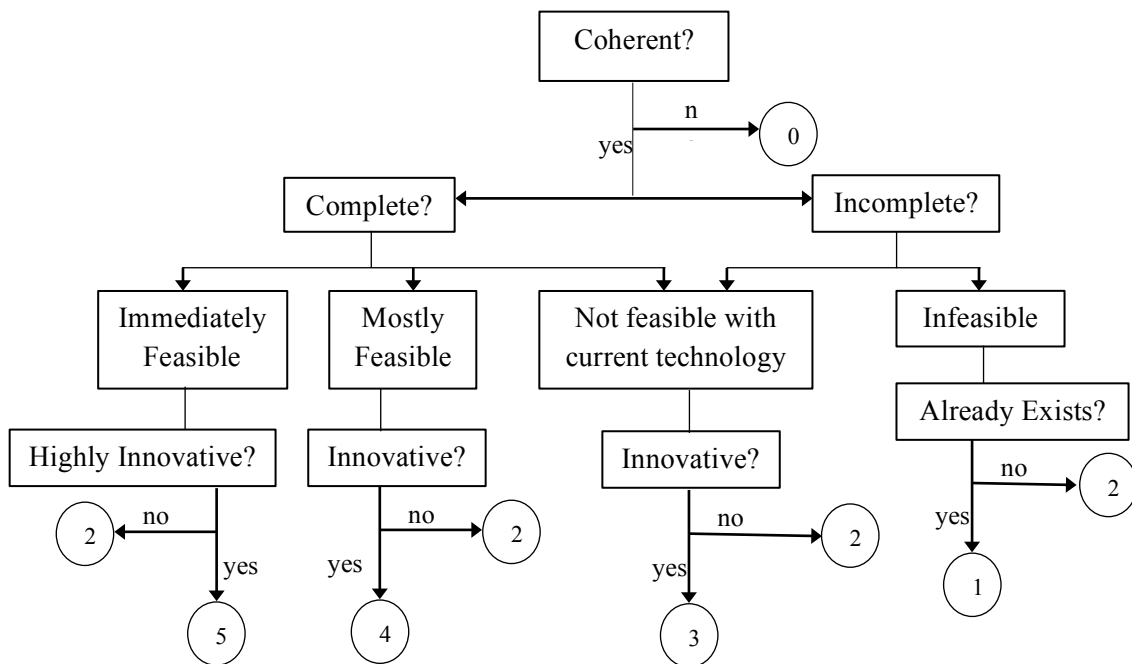 Coherent?
n
0
yes
Complete?
Incomplete?
Immediately
Feasible
Mostly
Feasible
Not feasible with
current technology
Infeasible
Already Exists?
Highly Innovative?
Innovative?
Innovative?
no
2
yes
5
no
2
yes
4
no
2
yes
3
no
2
yes
1